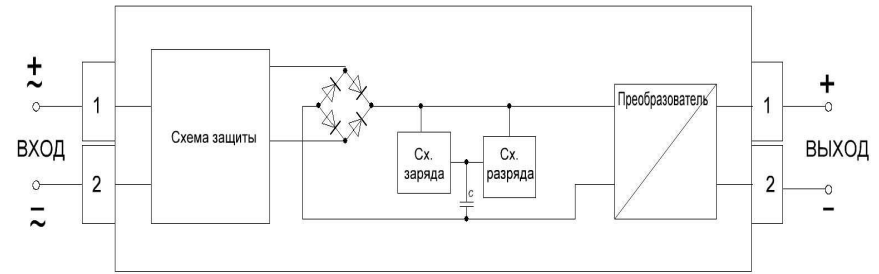 +
~
1
ВХОД
2
–
~
Схема защиты
Сх.
заряда
Сх.
разряда
C
Преобразователь
1
+
ВЫХОД
2
–